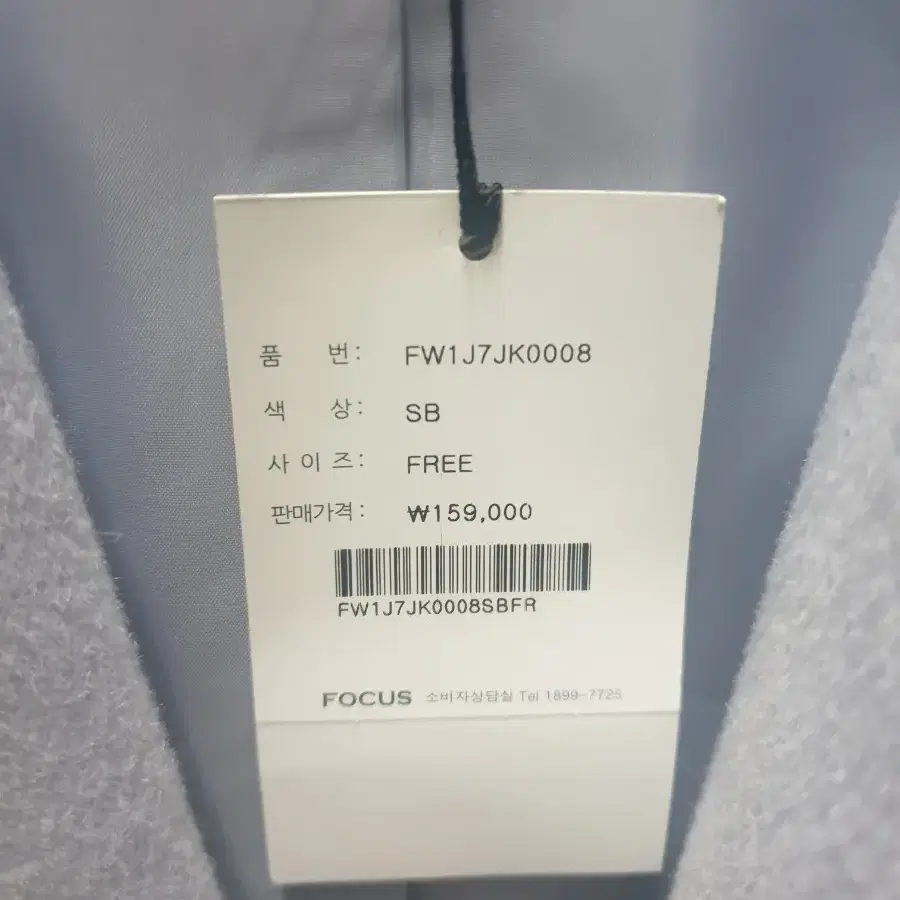 품 번: FW1J7JK0008
색 상: SB
사 이 즈: FREE
판매가격: ₩159,000
FW1J7JK0008SBFR
FOCUS 소비자상담실 Tel 1899-7725